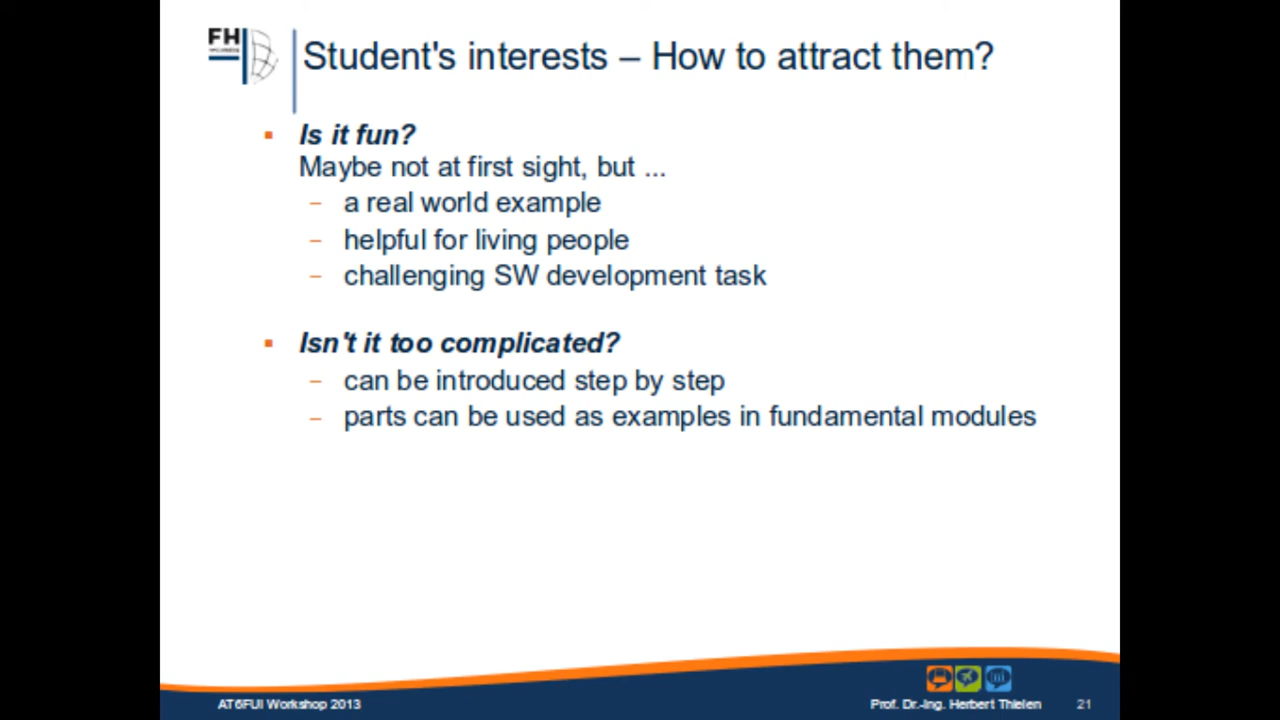 FH
Student's interests – How to attract them?
Is it fun?
Maybe not at first sight, but ...
– a real world example
– helpful for living people
– challenging SW development task
Isn't it too complicated?
– can be introduced step by step
– parts can be used as examples in fundamental modules
AT6FUI Workshop 2013
Prof. Dr.-Ing. Herbert Thielen
21